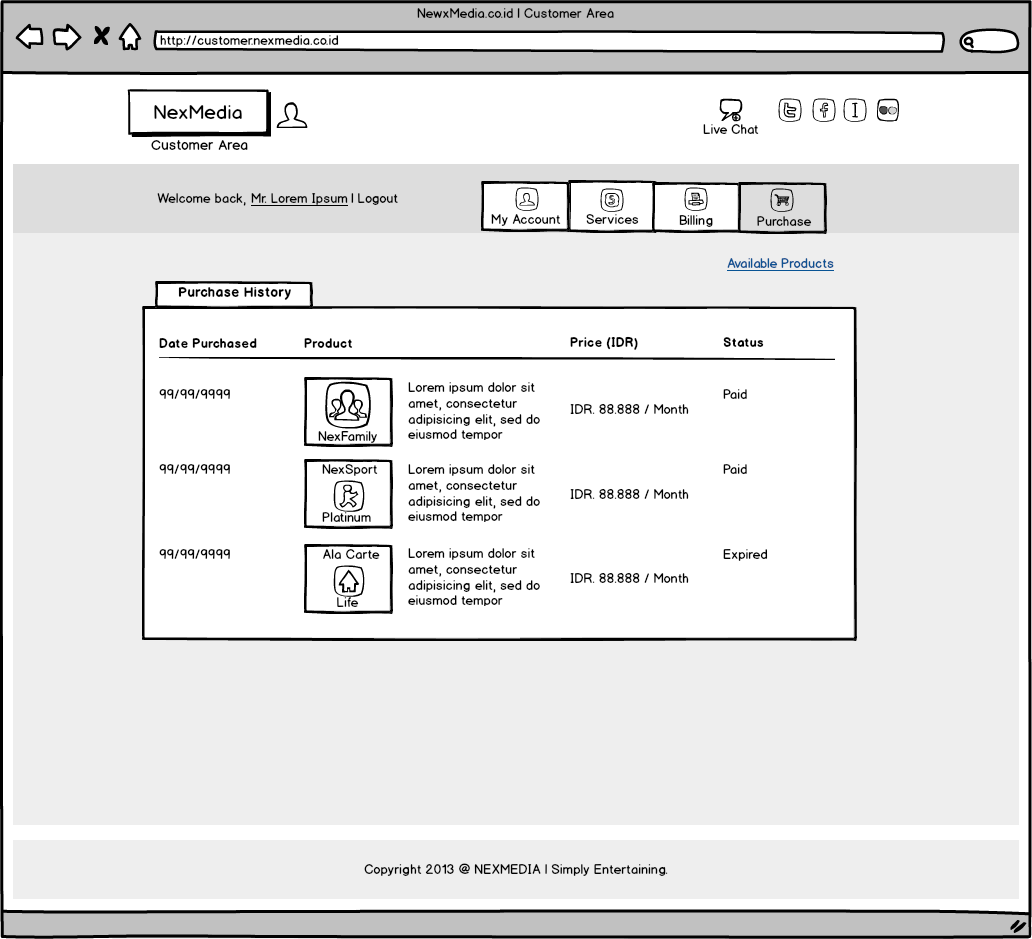 NewxMedia.co.id | Customer Area
http://customer.nexmedia.co.id
NexMedia
Customer Area
Live Chat
Welcome back, Mr. Lorem Ipsum | Logout
My Account
Services
Billing
Purchase
Available Products
Purchase History
Date Purchased Product Price (IDR) Status
99/99/9999
NexFamily
Lorem ipsum dolor sit
amet, consectetur
adipisicing elit, sed do
eiusmod tempor
IDR. 88.888 / Month
Paid
99/99/9999
NexSport
Platinum
Lorem ipsum dolor sit
amet, consectetur
adipisicing elit, sed do
eiusmod tempor
IDR. 88.888 / Month
Paid
99/99/9999
Ala Carte
Life
Lorem ipsum dolor sit
amet, consectetur
adipisicing elit, sed do
eiusmod tempor
IDR. 88.888 / Month
Expired
Copyright 2013 @ NEXMEDIA | Simply Entertaining.